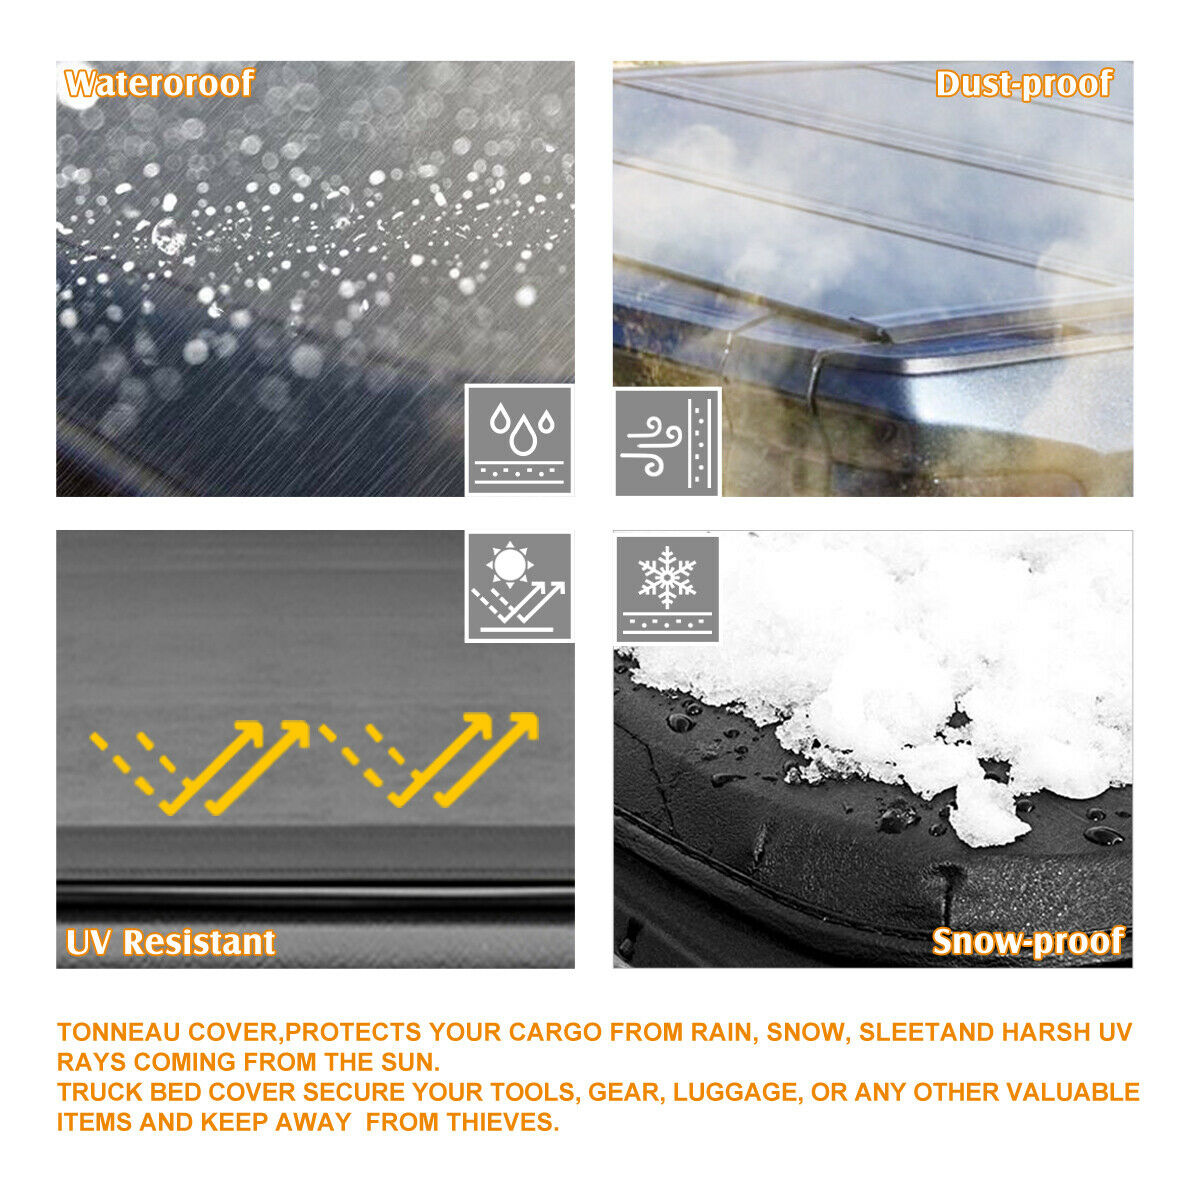 Wateroroof
Dust-proof
UV Resistant
Snow-proof
TONNEAU COVER,PROTECTS YOUR CARGO FROM RAIN, SNOW, SLEETAND HARSH UV
RAYS COMING FROM THE SUN.
TRUCK BED COVER SECURE YOUR TOOLS, GEAR, LUGGAGE, OR ANY OTHER VALUABLE
ITEMS AND KEEP AWAY  FROM THIEVES.